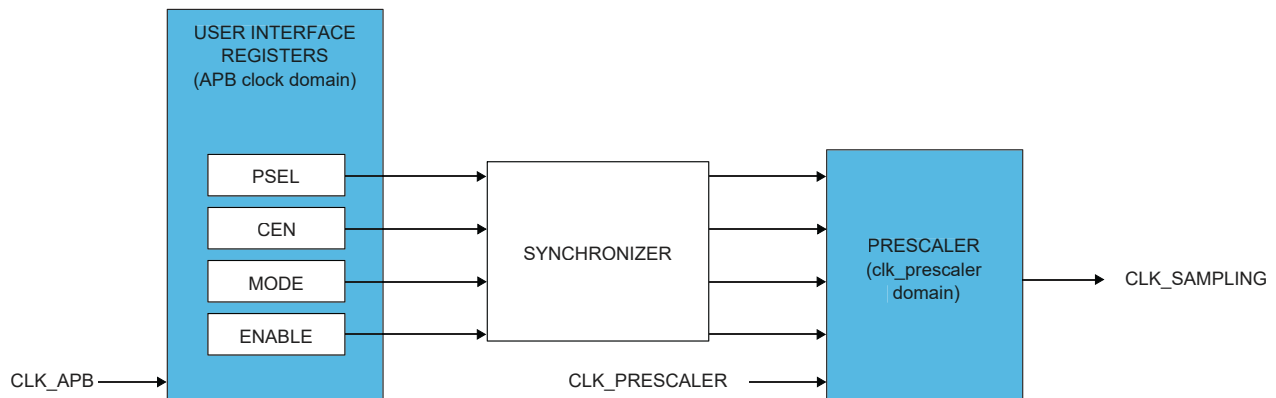 USER INTERFACE
REGISTERS
(APB clock domain)
PSEL
CEN
MODE
ENABLE
CLK_APB
SYNCHRONIZER
PRESCALER
(clk_prescaler
domain)
CLK_SAMPLING
CLK_PRESCALER